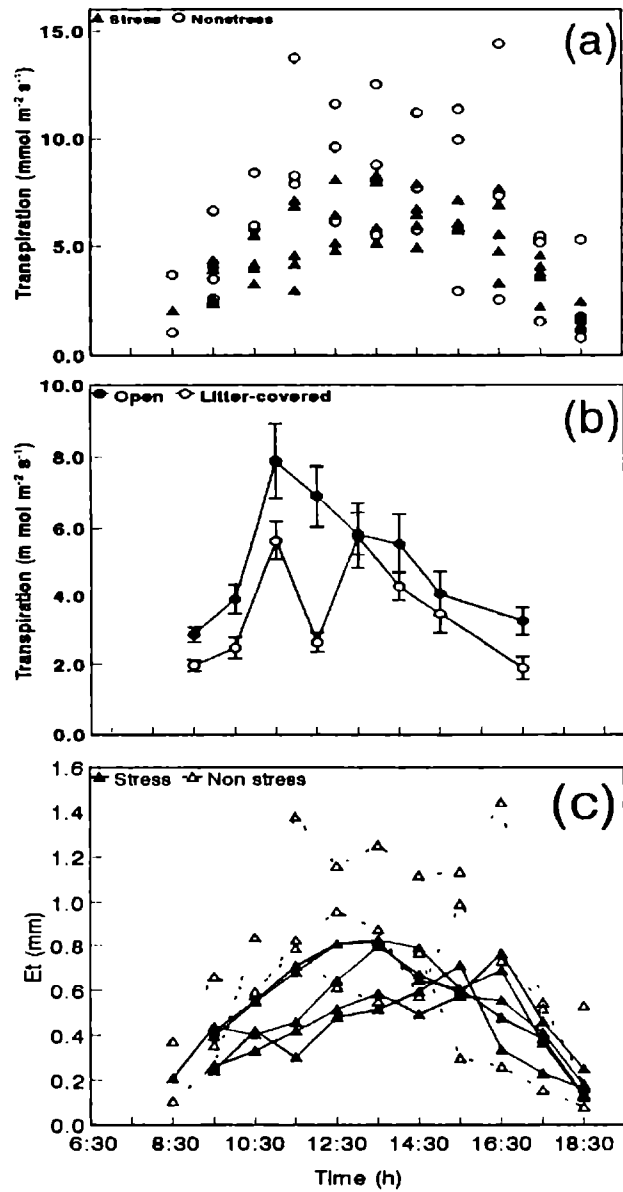 15.0
Stress Nonstress
(a)
10.0
5.0
0.0
Transpiration (mmol m⁻² s⁻¹)
10.0
Open Litter-covered
(b)
8.0
6.0
4.0
2.0
0.0
Transpiration (m mol m⁻² s⁻¹)
1.6
Stress Non stress
(c)
1.4
1.2
1.0
0.8
0.6
0.4
0.2
0.0
Et (mm)
6:30 8:30 10:30 12:30 14:30 16:30 18:30
Time (h)